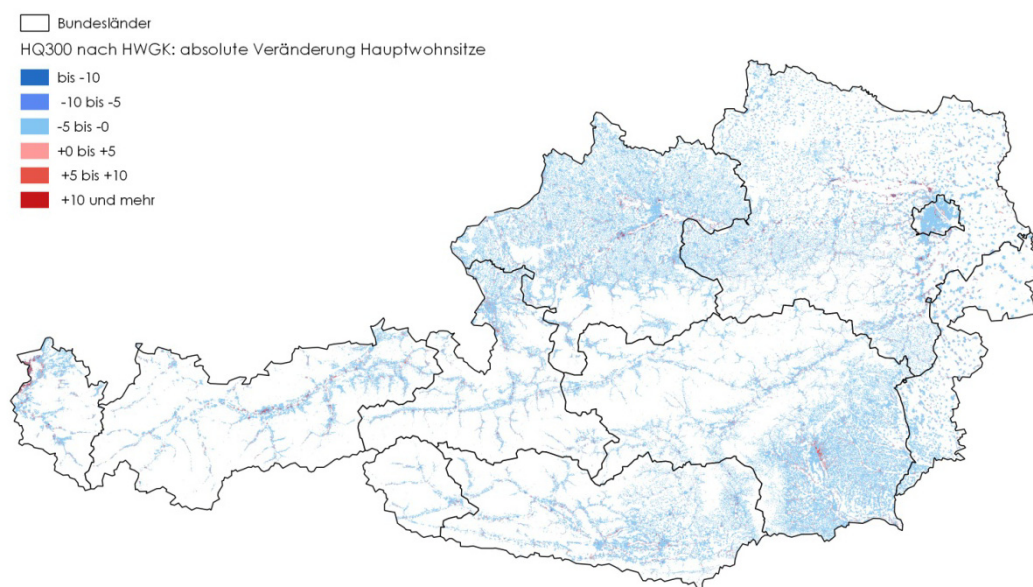 Bundesländer
HQ300 nach HWGK: absolute Veränderung Hauptwohnsitze
bis -10
-10 bis -5
-5 bis -0
+0 bis +5
+5 bis +10
+10 und mehr